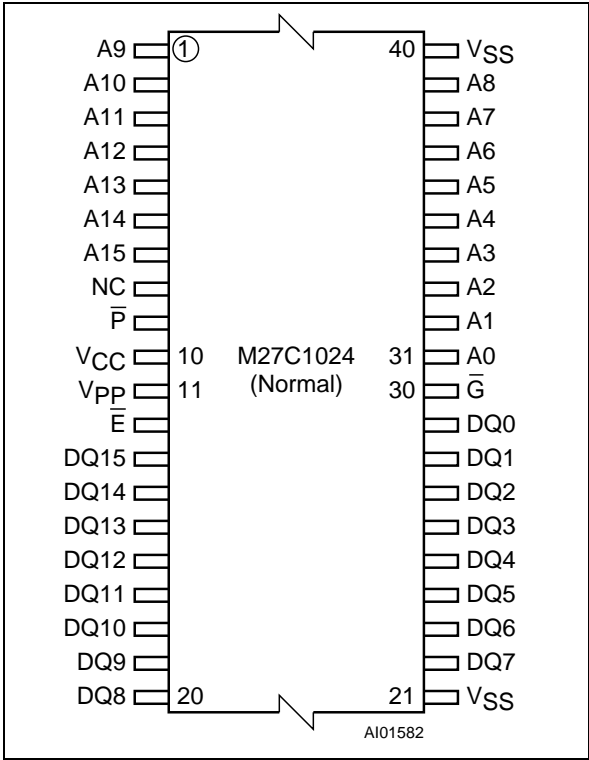 A9 1 40 VSS
A10 A8
A11 A7
A12 A6
A13 A5
A14 A4
A15 A3
NC A2
P̅ A1
VCC 10 M27C1024 31 A0
VPP 11 (Normal) 30 G̅
E̅ DQ0
DQ15 DQ1
DQ14 DQ2
DQ13 DQ3
DQ12 DQ4
DQ11 DQ5
DQ10 DQ6
DQ9 DQ7
DQ8 20 21 VSS
AI01582